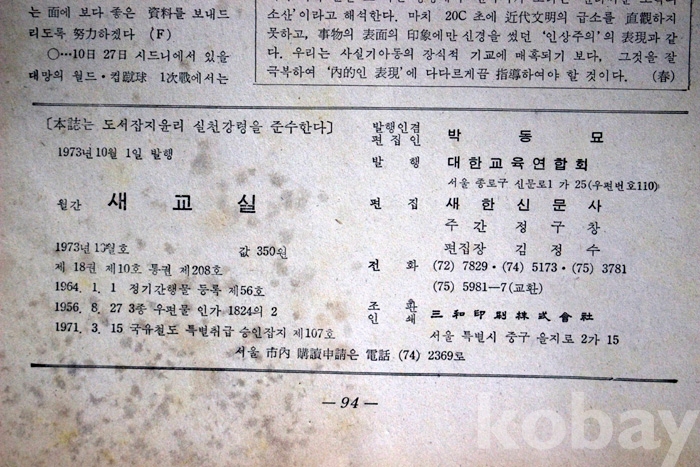 는 面에 보다 좋은 資料를 보내드
리도록 努力하겠다 (F)
○…10日 27日 시드니에서 있을
대망의 월드·컵蹴球 1次戰에서는
소산'이라고 해석한다. 마치 20C 초에 近代文明의 급소를 直觀하지
못하고, 事物의 表面의 印象에만 신경을 썼던 '인상주의'의 表現과 같
다. 우리는 사실기아동의 장식적 기교에 매혹되기 보다, 그것을 잘
극복하여 '內的인 表現'에 다다르게끔 指導하여야 할 것이다. (春)
[本誌는 도서잡지윤리 실천강령을 준수한다]
1973년10월 1일 발행
월간 새교실
1973년10월호 값 350원
제 18권 제10호 통권 제208호
1964. 1. 1 정기간행물 등록 제56호
1956. 8. 27 3종 우편물 인가 1824의 2
1971. 3. 15 국유철도 특별취급 승인잡지 제107호
서울 市內 購讀申請은 電話 (74) 2369로
발행인겸
편집인 박동묘
발행 대한교육연합회
서울 종로구 신문로1 가 25(우편번호110)
편집 새한신문사
주간 정구창
편집장 김정수
전화 (72) 7829·(74) 5173·(75) 3781
(75) 5981—7(교환)
조판
인쇄 三和印刷株式會社
서울 특별시 중구 을지로 2가 15
— 94 —
kobay